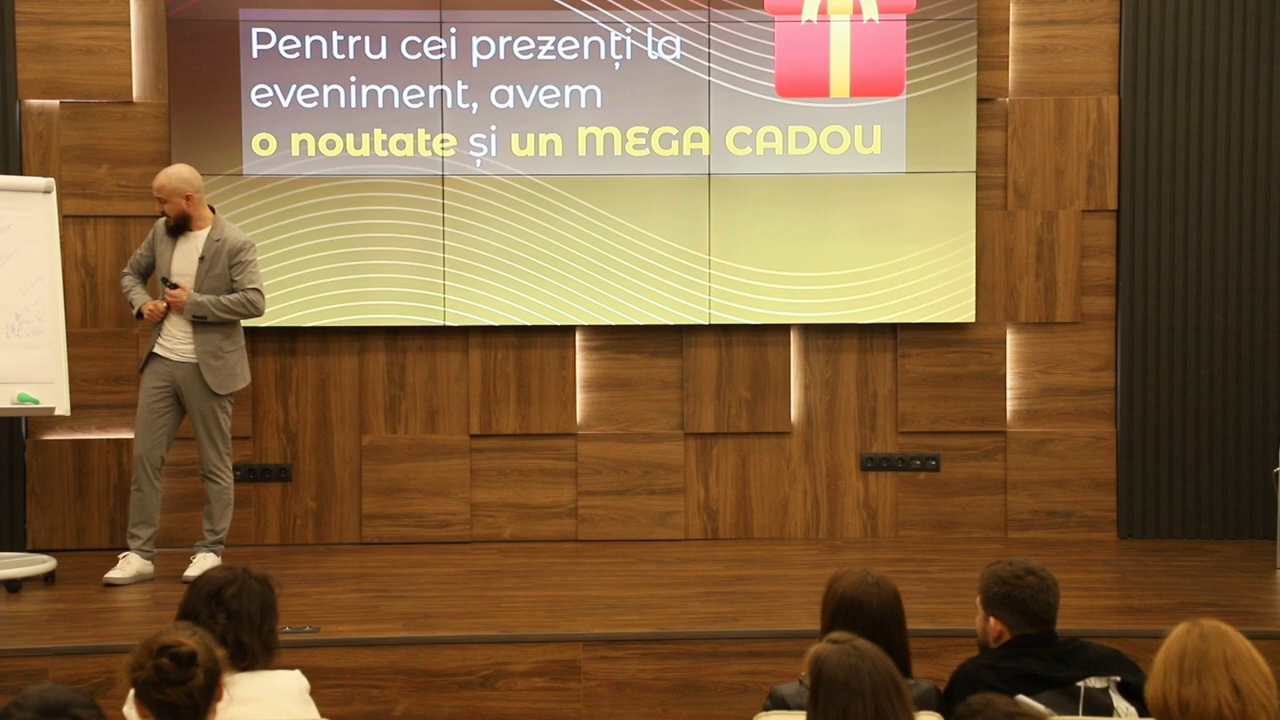 Pentru cei prezenți la
eveniment, avem
o noutate și un MEGA CADOU